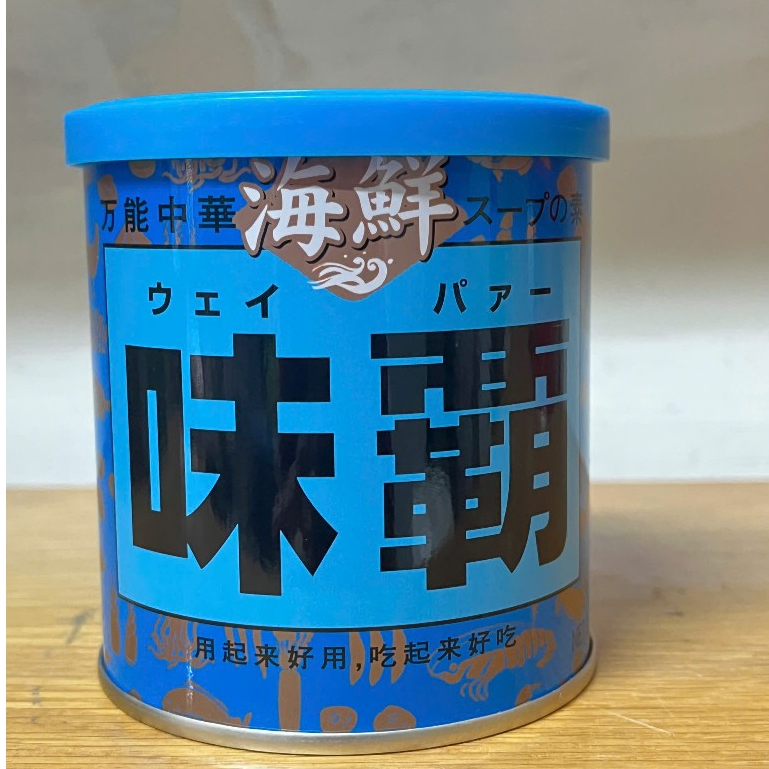 万能中華海鮮スープの素
ウェイパァー
味覇
用起来好用,吃起来好吃
NET